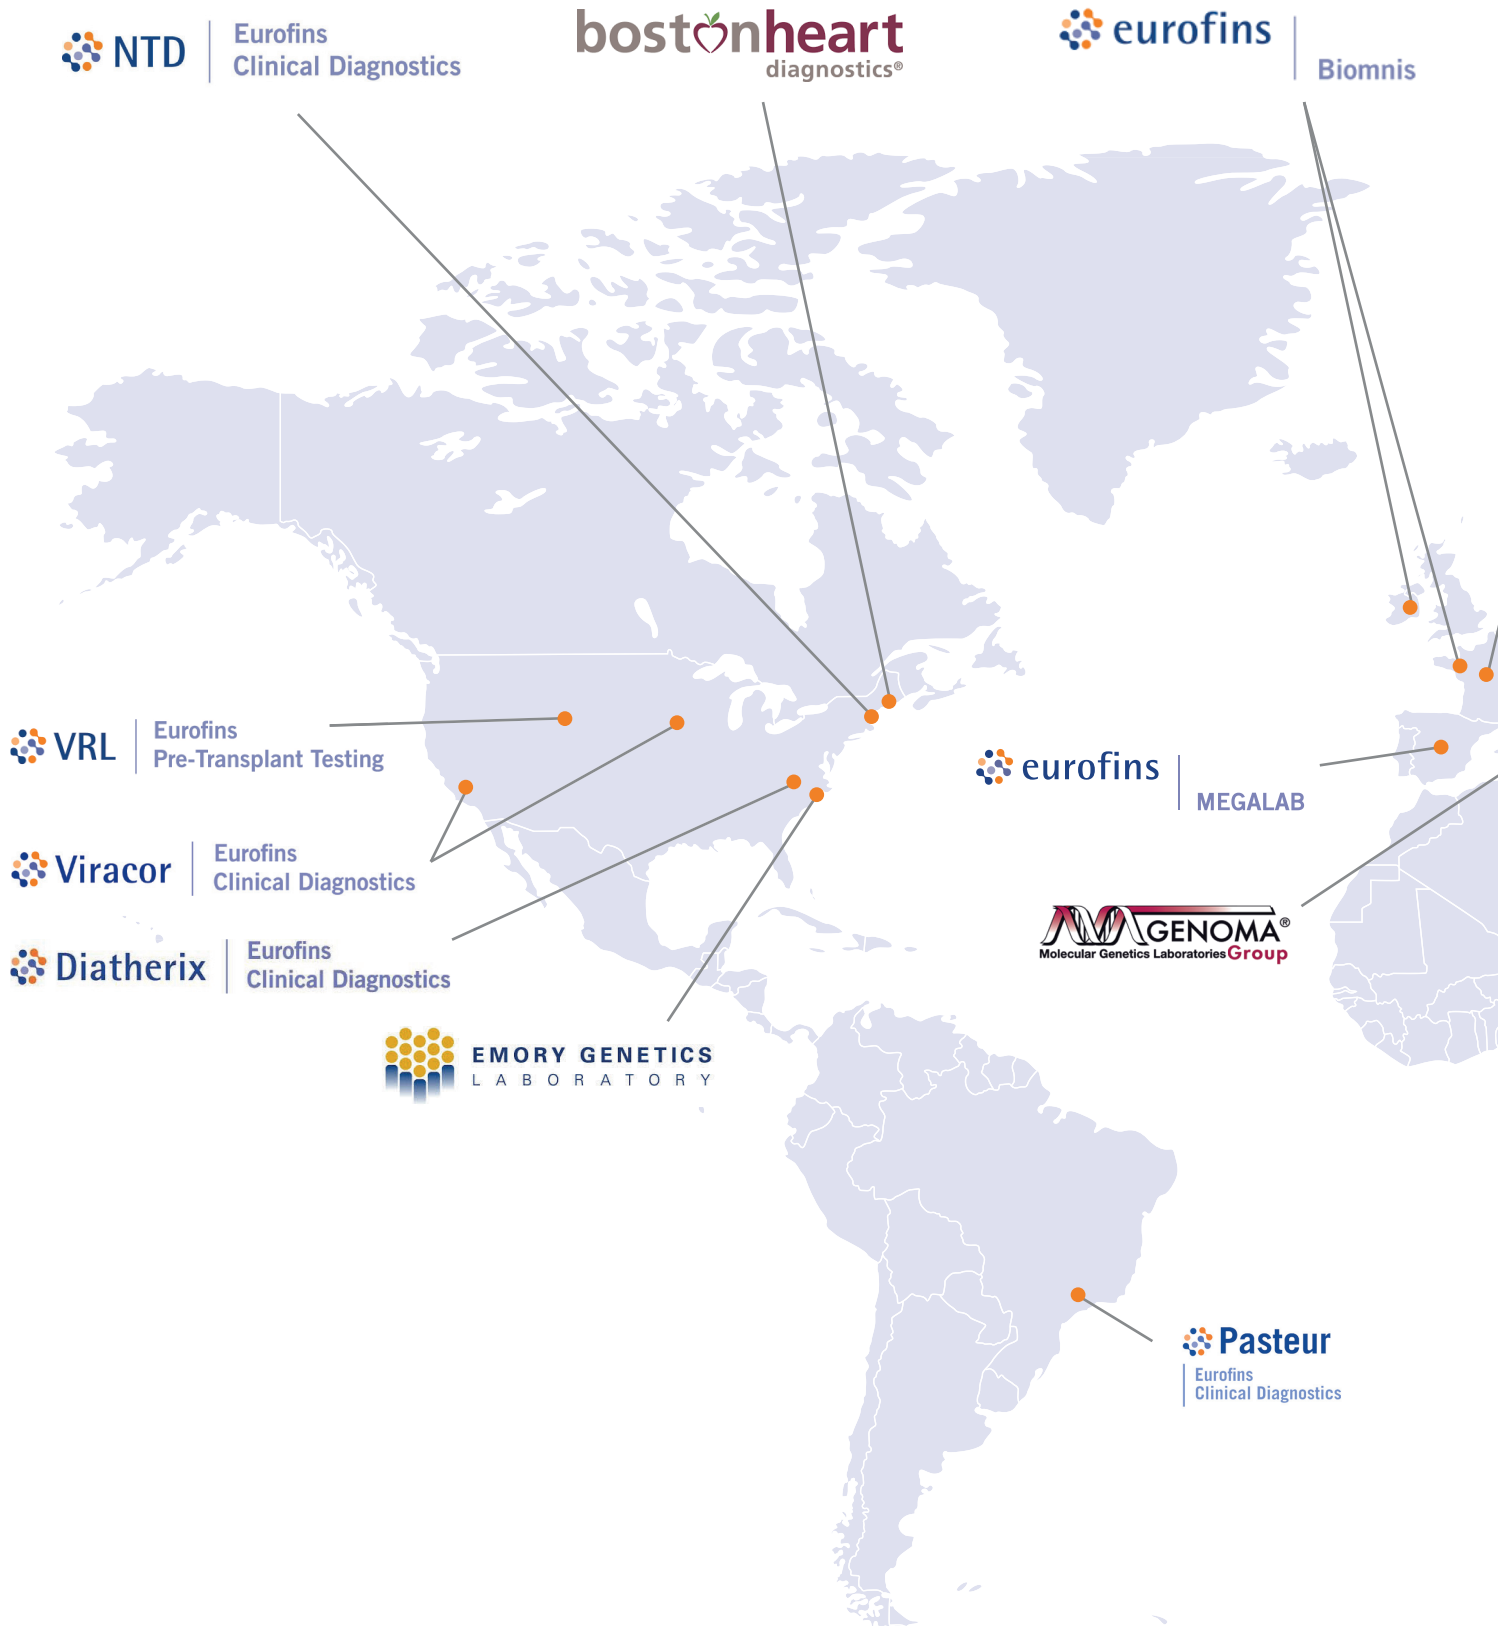 NTD
Eurofins
Clinical Diagnostics
bostonheart
diagnostics®
eurofins
Biomnis
VRL
Eurofins
Pre-Transplant Testing
eurofins
MEGALAB
Viracor
Eurofins
Clinical Diagnostics
GENOMA®
Molecular Genetics Laboratories Group
Diatherix
Eurofins
Clinical Diagnostics
EMORY GENETICS
LABORATORY
Pasteur
Eurofins
Clinical Diagnostics